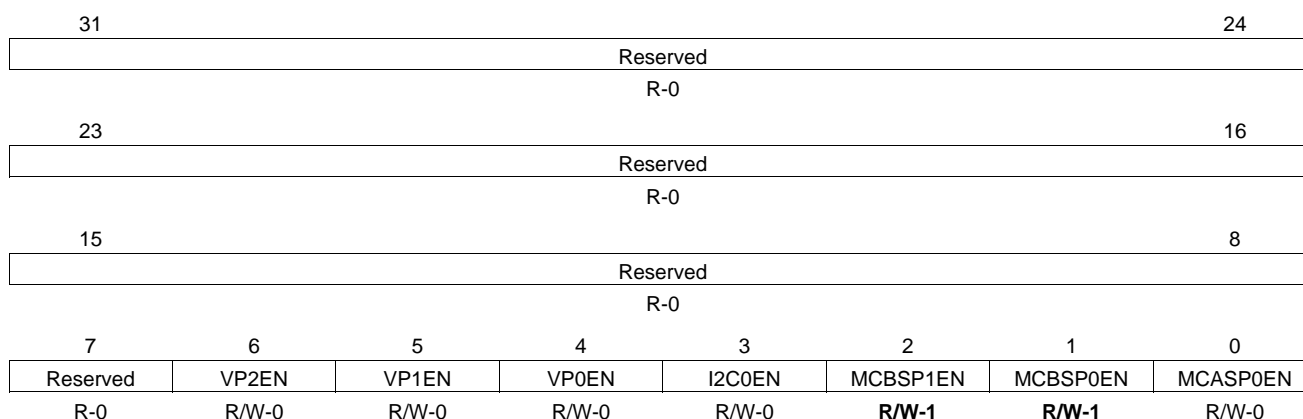 31 24
Reserved
R-0
23 16
Reserved
R-0
15 8
Reserved
R-0
7 6 5 4 3 2 1 0
Reserved VP2EN VP1EN VP0EN I2C0EN MCBSP1EN MCBSP0EN MCASP0EN
R-0 R/W-0 R/W-0 R/W-0 R/W-0 R/W-1 R/W-1 R/W-0